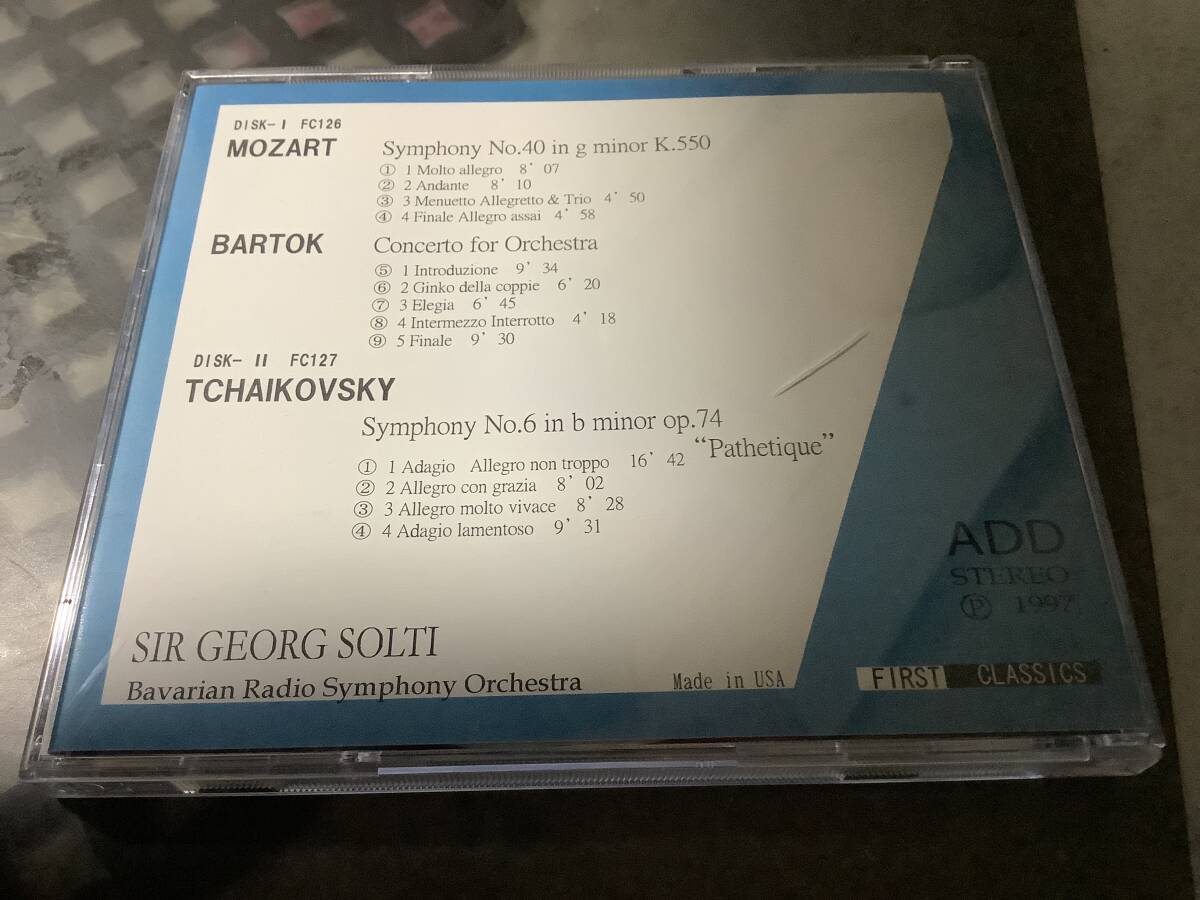 DISK-I FC126
MOZART Symphony No.40 in g minor K.550
① 1 Molto allegro 8' 07
② 2 Andante 8' 10
③ 3 Menuetto Allegretto & Trio 4' 50
④ 4 Finale Allegro assai 4' 58
BARTOK Concerto for Orchestra
⑤ 1 Introduzione 9' 34
⑥ 2 Ginko della coppie 6' 20
⑦ 3 Elegia 6' 45
⑧ 4 Intermezzo Interrotto 4' 18
⑨ 5 Finale 9' 30
DISK- II FC127
TCHAIKOVSKY
Symphony No.6 in b minor op.74
"Pathetique"
① 1 Adagio Allegro non troppo 16' 42
② 2 Allegro con grazia 8' 02
③ 3 Allegro molto vivace 8' 28
④ 4 Adagio lamentoso 9' 31
ADD
STEREO
Ⓟ 1997
SIR GEORG SOLTI
Bavarian Radio Symphony Orchestra
Made in USA
FIRST CLASSICS